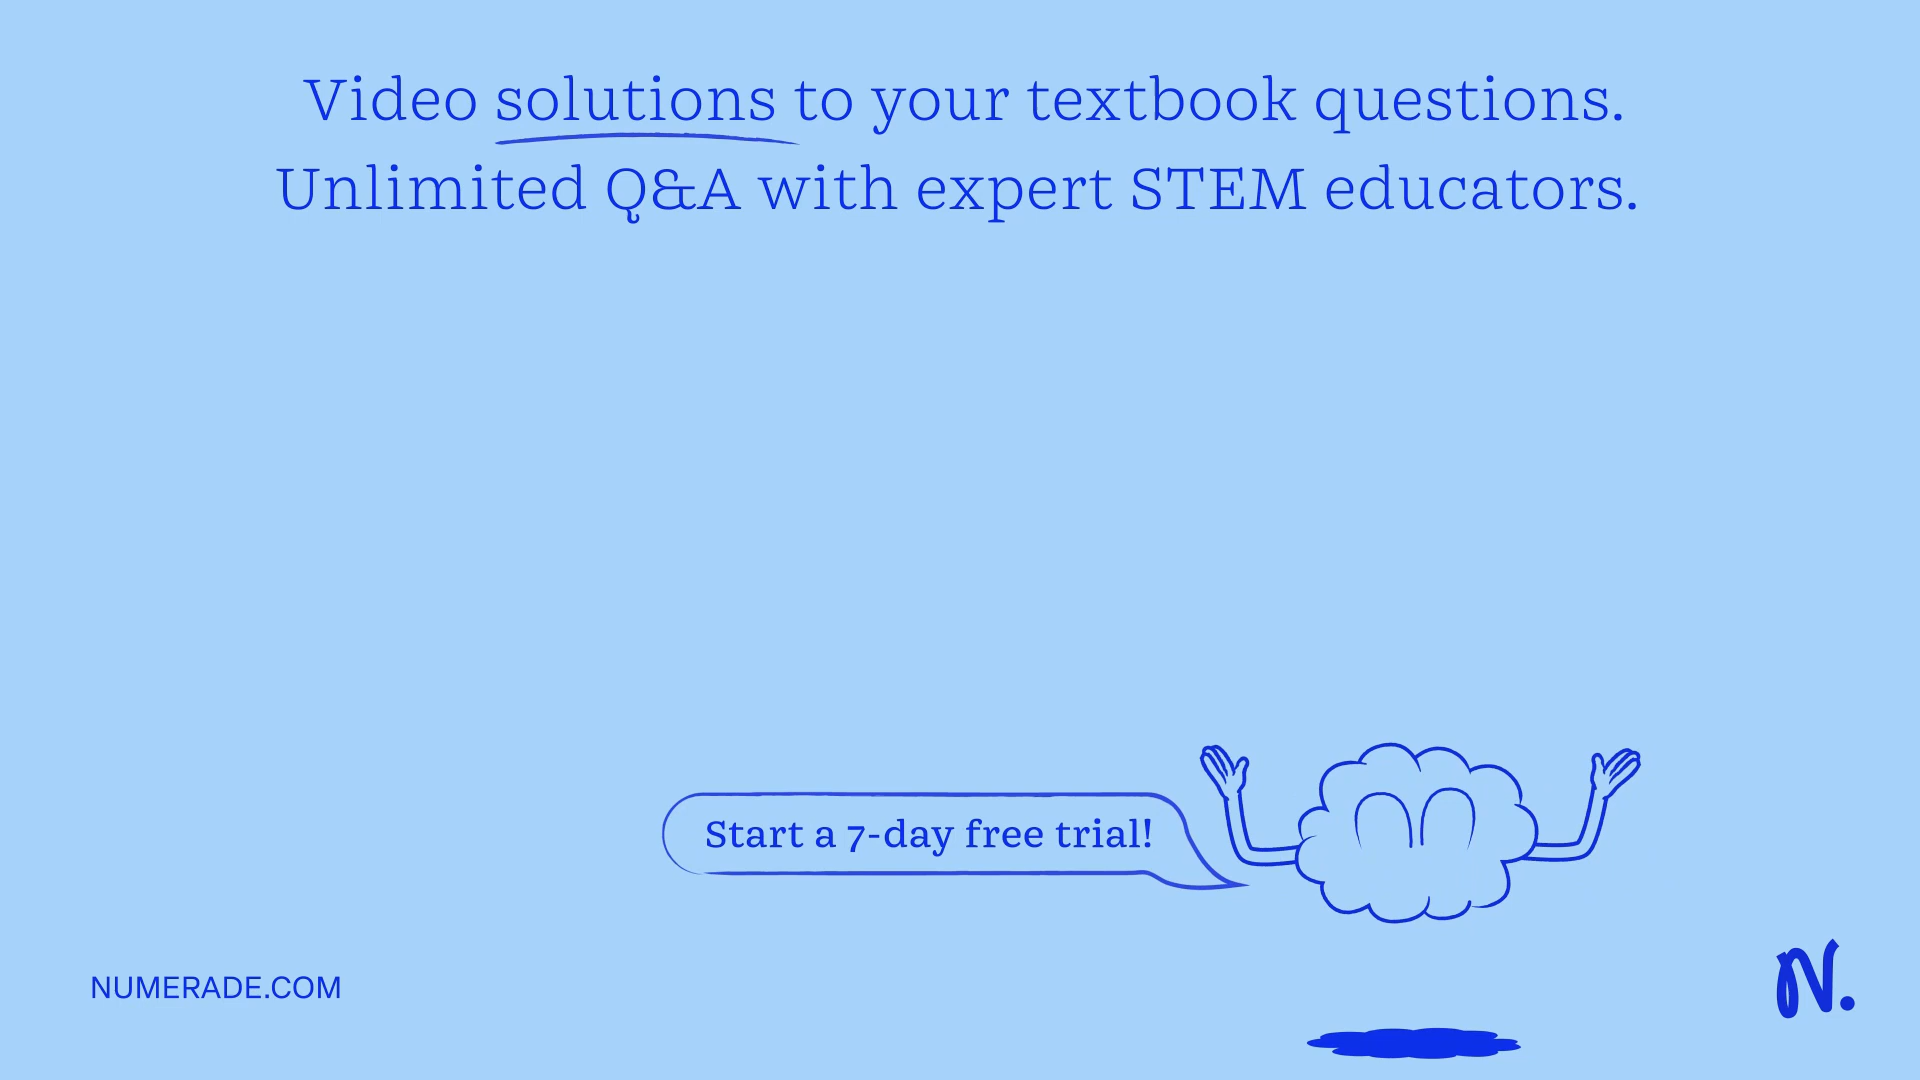 Video solutions to your textbook questions.
Unlimited Q&A with expert STEM educators.
Start a 7-day free trial!
NUMERADE.COM
N.